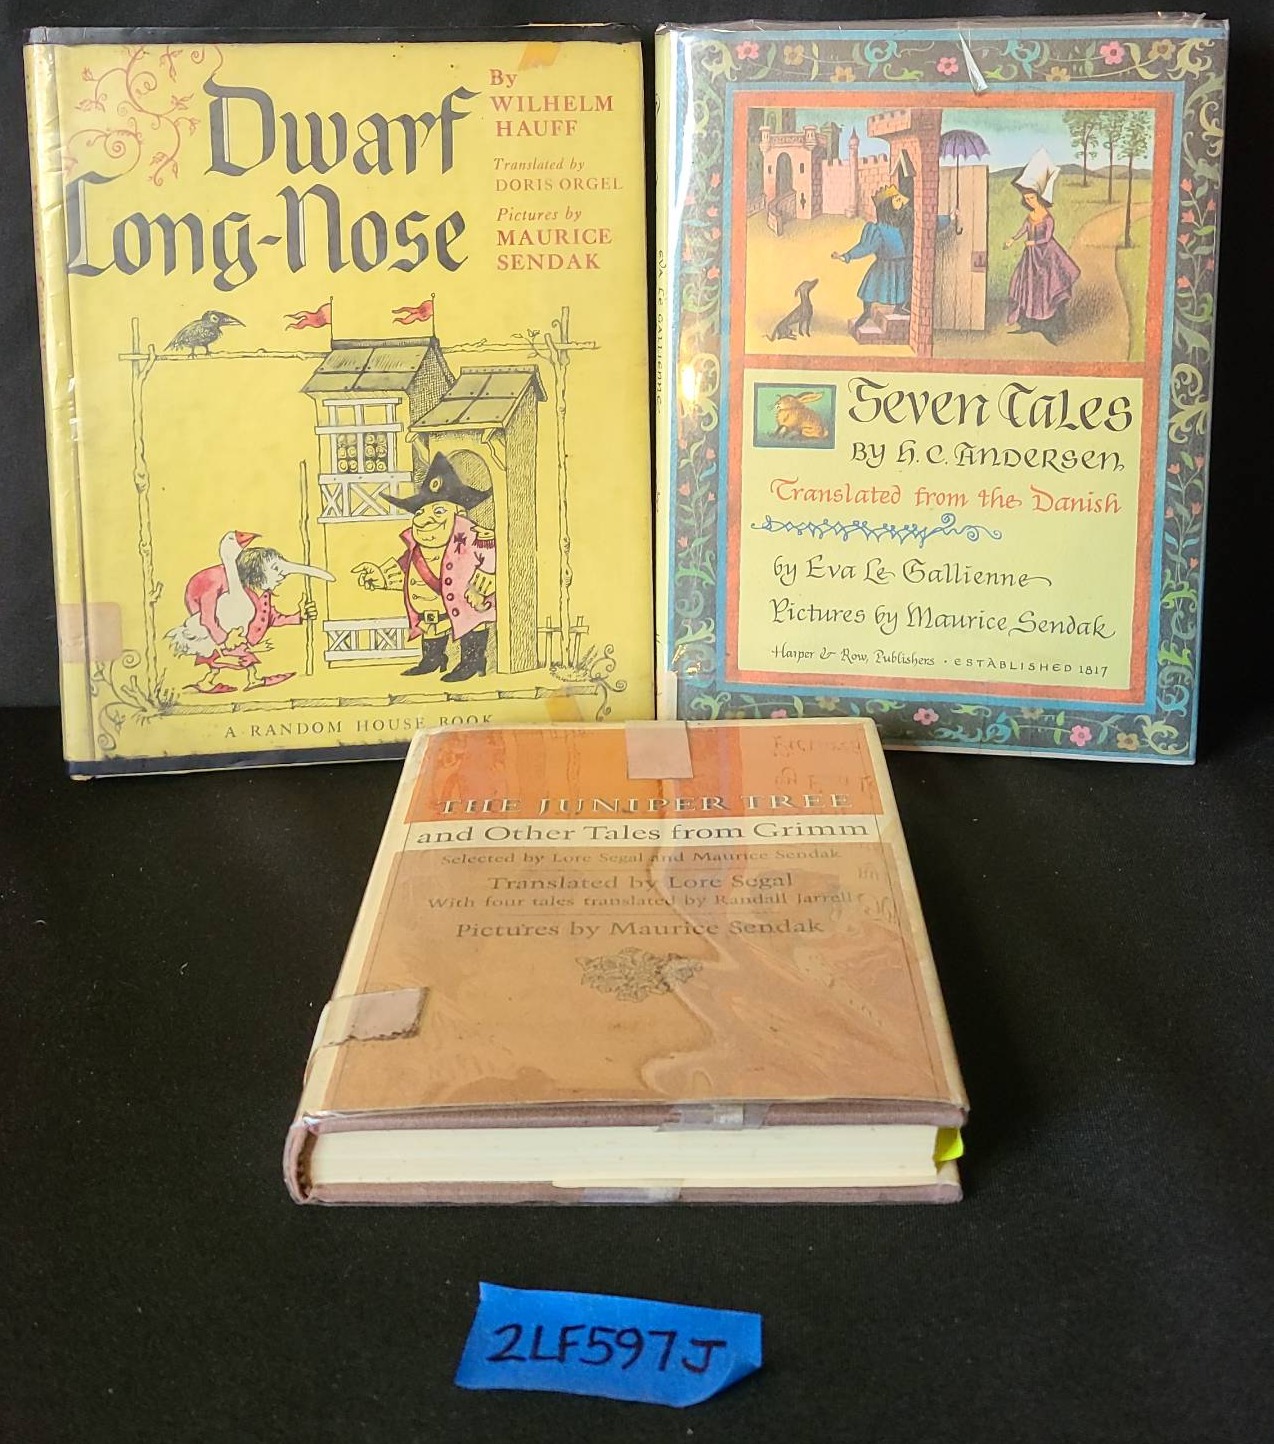 Dwarf
Long-Nose
By
WILHELM
HAUFF
Translated by
DORIS ORGEL
Pictures by
MAURICE
SENDAK
A RANDOM HOUSE BOOK
EVA LE GALLIENNE
Seven Tales
By H. C. Andersen
Translated from the Danish
by Eva Le Gallienne
Pictures by Maurice Sendak
Harper & Row, Publishers · ESTABLISHED 1817
THE JUNIPER TREE
and Other Tales from Grimm
Selected by Lore Segal and Maurice Sendak
Translated by Lore Segal
With four tales translated by Randall Jarrell
Pictures by Maurice Sendak
2LF597J